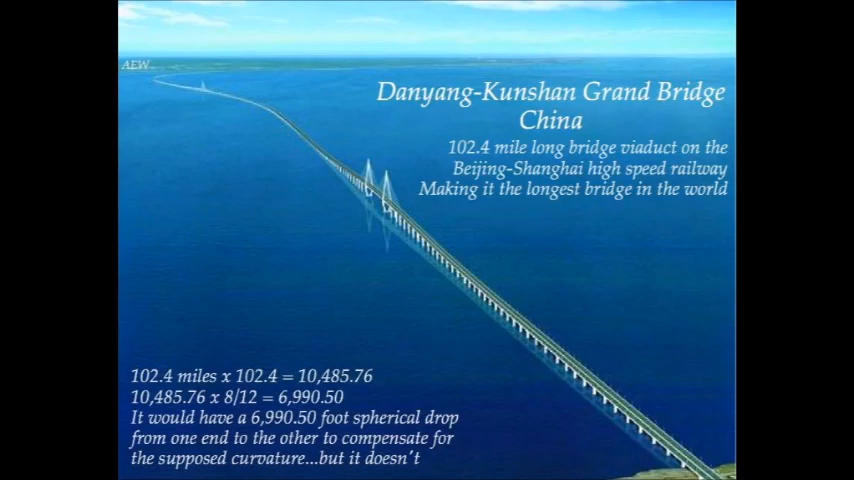 AEW
Danyang-Kunshan Grand Bridge
China
102.4 mile long bridge viaduct on the
Beijing-Shanghai high speed railway
Making it the longest bridge in the world
102.4 miles x 102.4 = 10,485.76
10,485.76 x 8/12 = 6,990.50
It would have a 6,990.50 foot spherical drop
from one end to the other to compensate for
the supposed curvature...but it doesn't